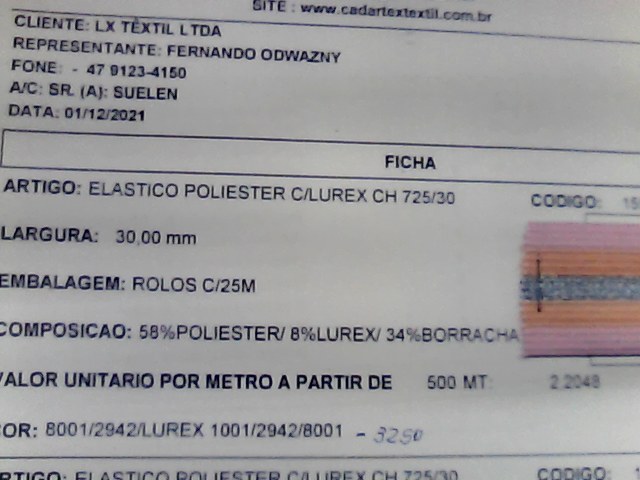 SITE : www.cadartextextil.com.br
CLIENTE: LX TÊXTIL LTDA
REPRESENTANTE: FERNANDO ODWAZNY
FONE: - 47 9123-4150
A/C: SR. (A): SUELEN
DATA: 01/12/2021
FICHA
ARTIGO: ELASTICO POLIESTER C/LUREX CH 725/30 CODIGO: 15
LARGURA: 30,00 mm
EMBALAGEM: ROLOS C/25M
COMPOSICAO: 58%POLIESTER/ 8%LUREX/ 34%BORRACHA
VALOR UNITARIO POR METRO A PARTIR DE 500 MT: 2,2048
COR: 8001/2942/LUREX 1001/2942/8001 - 3250
ARTIGO: ELASTICO POLIESTER C/LUREX CH 725/30 CODIGO: